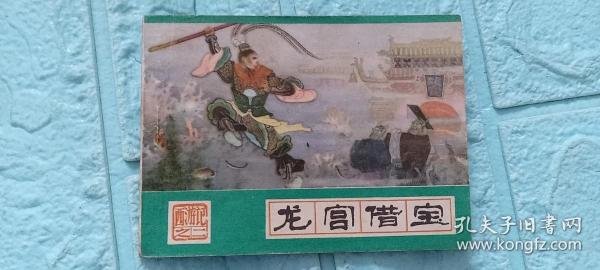 西游记
之二
龙宫借宝
孔夫子旧书网
www.kongfz.com